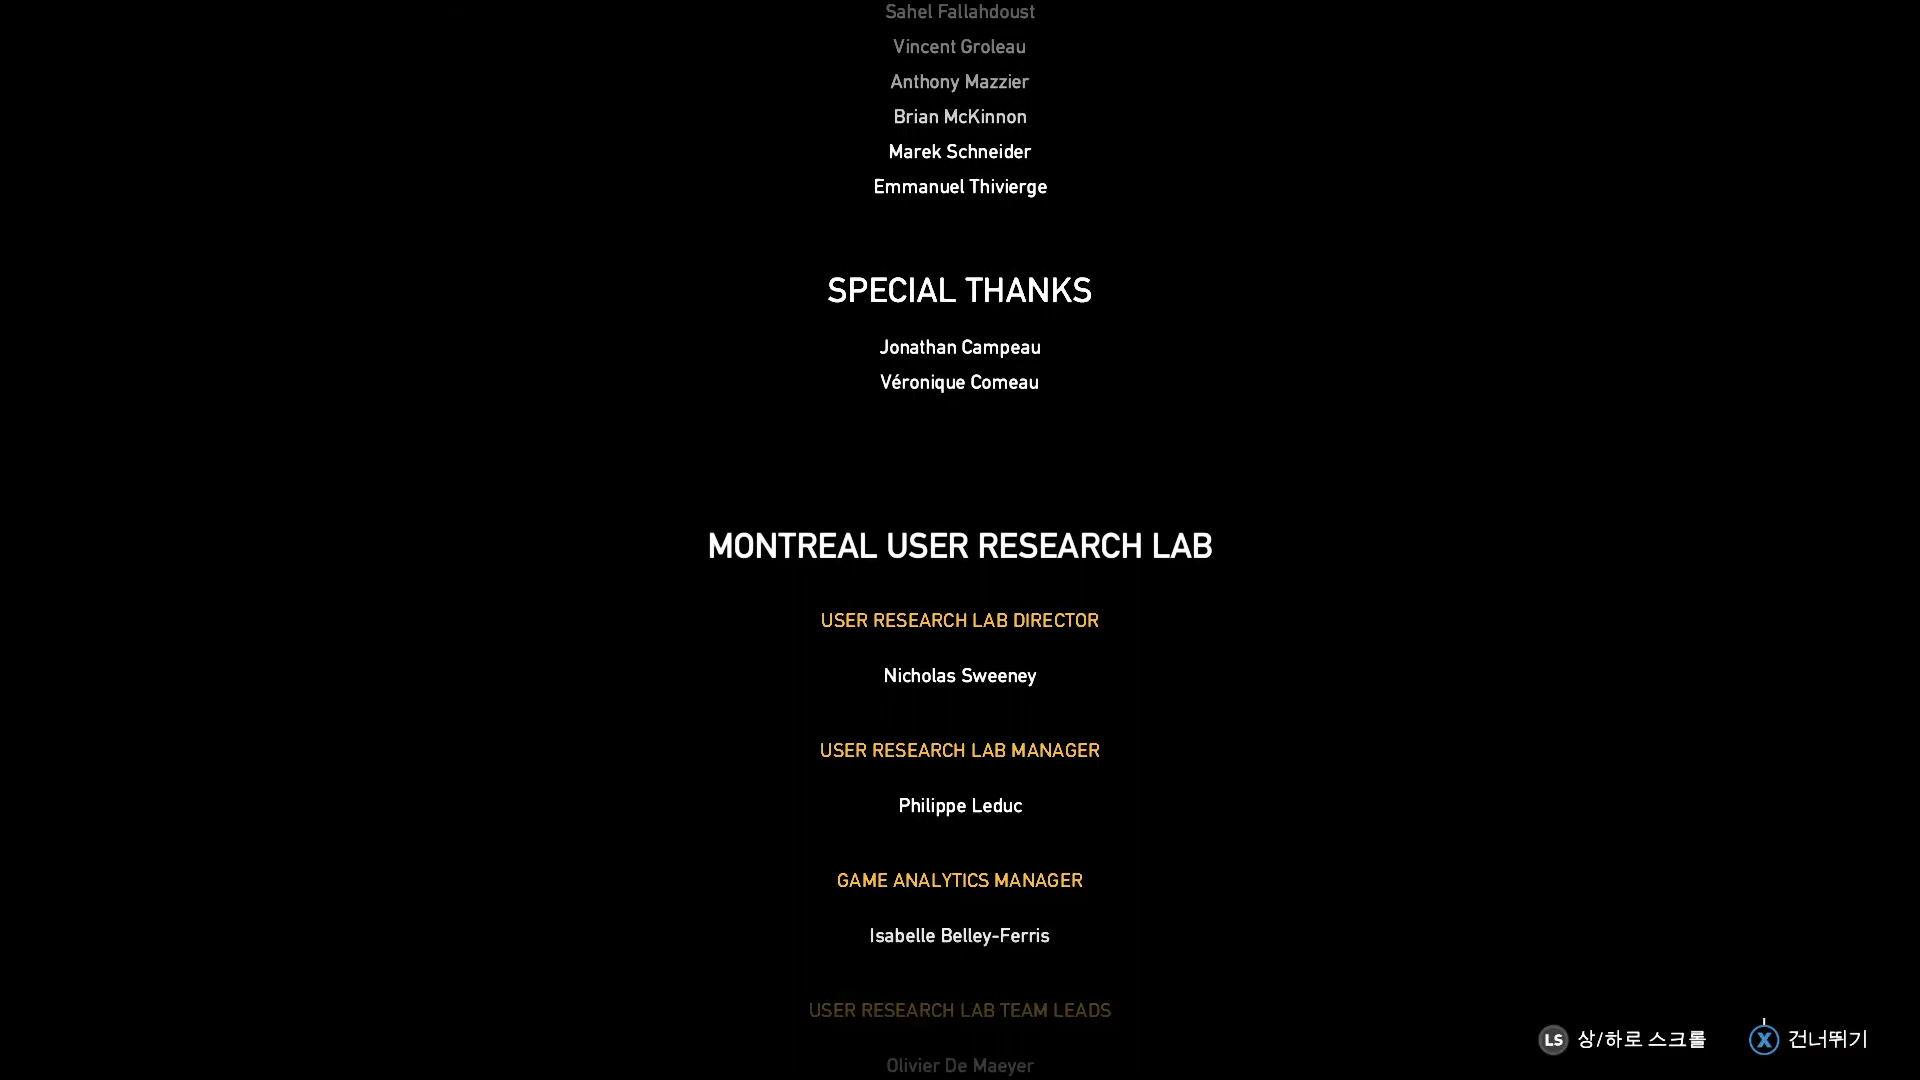 Sahel Fallahdoust
Vincent Groleau
Anthony Mazzier
Brian McKinnon
Marek Schneider
Emmanuel Thivierge
SPECIAL THANKS
Jonathan Campeau
Véronique Comeau
MONTREAL USER RESEARCH LAB
USER RESEARCH LAB DIRECTOR
Nicholas Sweeney
USER RESEARCH LAB MANAGER
Philippe Leduc
GAME ANALYTICS MANAGER
Isabelle Belley-Ferris
USER RESEARCH LAB TEAM LEADS
Olivier De Maeyer
LS 상/하로 스크롤 X 건너뛰기